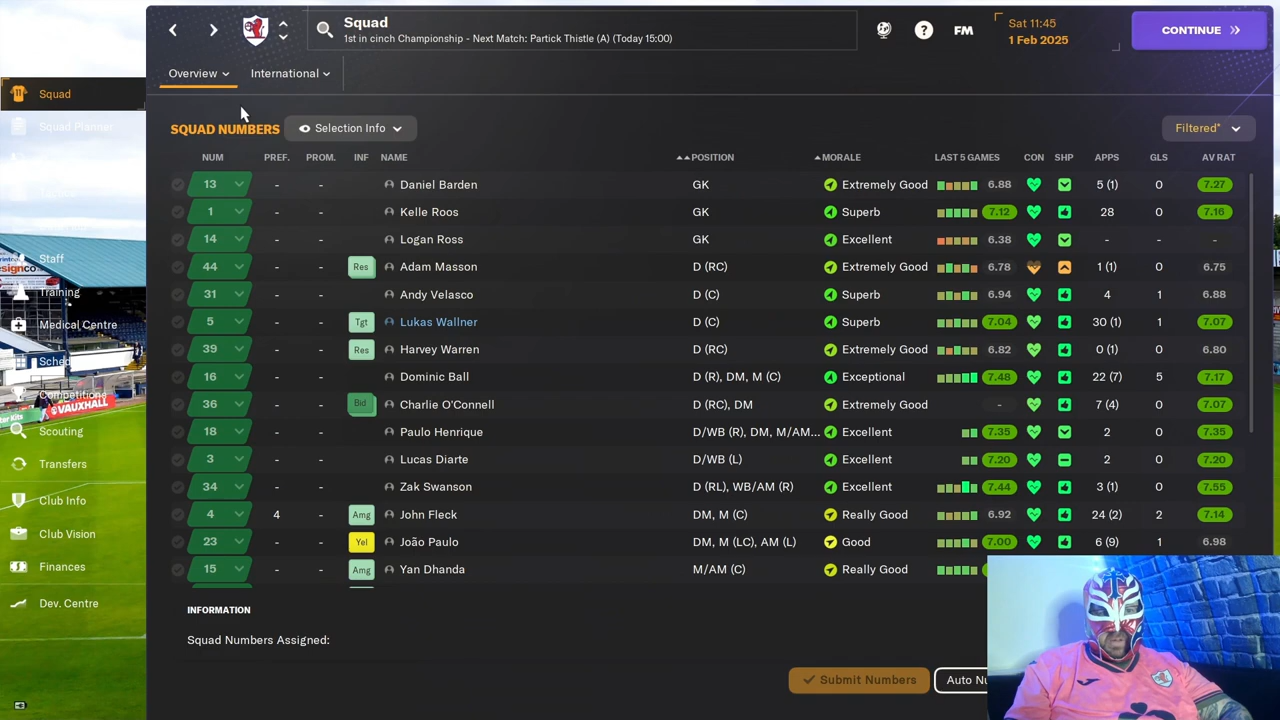 Squad
1st in cinch Championship - Next Match: Partick Thistle (A) (Today 15:00)
FM
Sat 11:45
1 Feb 2025
CONTINUE
Overview
International
Squad
Squad Planner
Staff
Training
Medical Centre
Sched
Competitions
Scouting
Transfers
Club Info
Club Vision
Finances
Dev. Centre
VAUXHALL
SQUAD NUMBERS
Selection Info
Filtered*
NUM PREF. PROM. INF NAME POSITION MORALE LAST 5 GAMES CON SHP APPS GLS AV RAT
13 - - Daniel Barden GK Extremely Good 6.88 5 (1) 0 7.27
1 - - Kelle Roos GK Superb 7.12 28 0 7.16
14 - - Logan Ross GK Excellent 6.38 - - -
44 - - Res Adam Masson D (RC) Extremely Good 6.78 1 (1) 0 6.75
31 - - Andy Velasco D (C) Superb 6.94 4 1 6.88
5 - - Tgt Lukas Wallner D (C) Superb 7.04 30 (1) 1 7.07
39 - - Res Harvey Warren D (RC) Extremely Good 6.82 0 (1) 0 6.80
16 - - Dominic Ball D (R), DM, M (C) Exceptional 7.48 22 (7) 5 7.17
36 - - Bid Charlie O'Connell D (RC), DM Extremely Good - 7 (4) 0 7.07
18 - - Paulo Henrique D/WB (R), DM, M/AM... Excellent 7.35 2 0 7.35
3 - - Lucas Diarte D/WB (L) Excellent 7.20 2 0 7.20
34 - - Zak Swanson D (RL), WB/AM (R) Excellent 7.44 3 (1) 0 7.55
4 4 - Amg John Fleck DM, M (C) Really Good 6.92 24 (2) 2 7.14
23 - - Yel João Paulo DM, M (LC), AM (L) Good 7.00 6 (9) 1 6.98
15 - - Amg Yan Dhanda M/AM (C) Really Good
INFORMATION
Squad Numbers Assigned:
Submit Numbers
Auto Nu